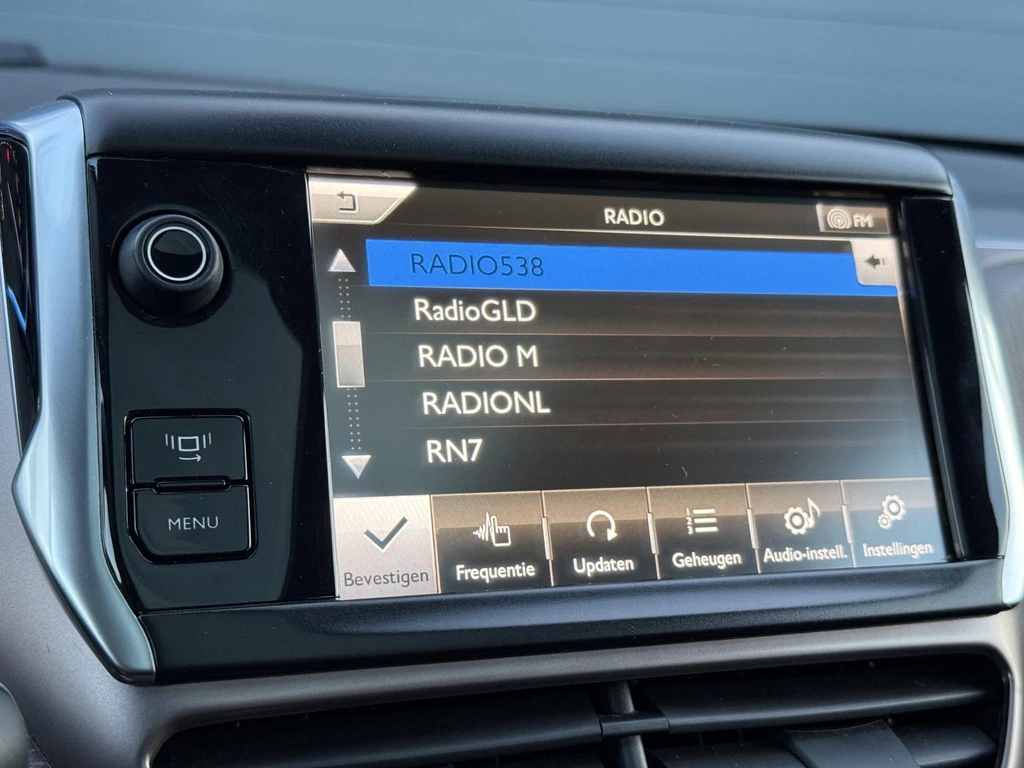 RADIO
FM
RADIO538
RadioGLD
RADIO M
RADIONL
RN7
MENU
Bevestigen
Frequentie
Updaten
Geheugen
Audio-instell.
Instellingen